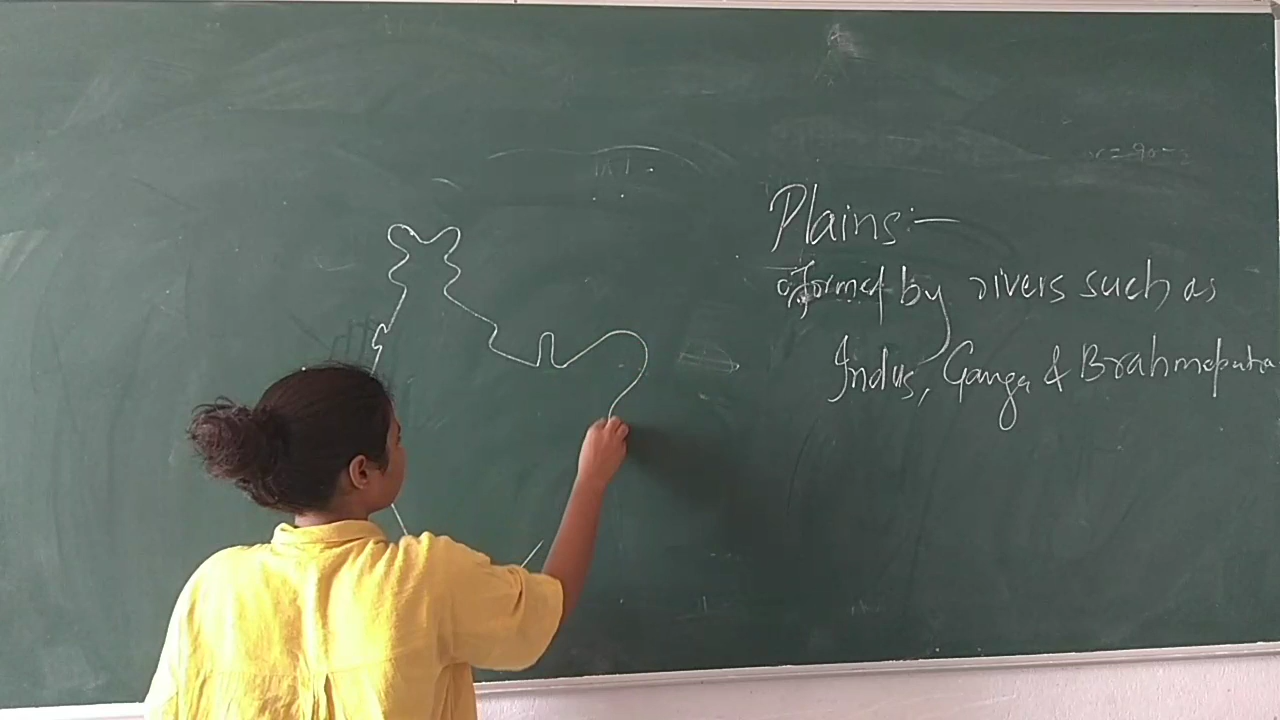 Plains:-
formed by rivers such as
Indus, Ganga & Brahmaputra